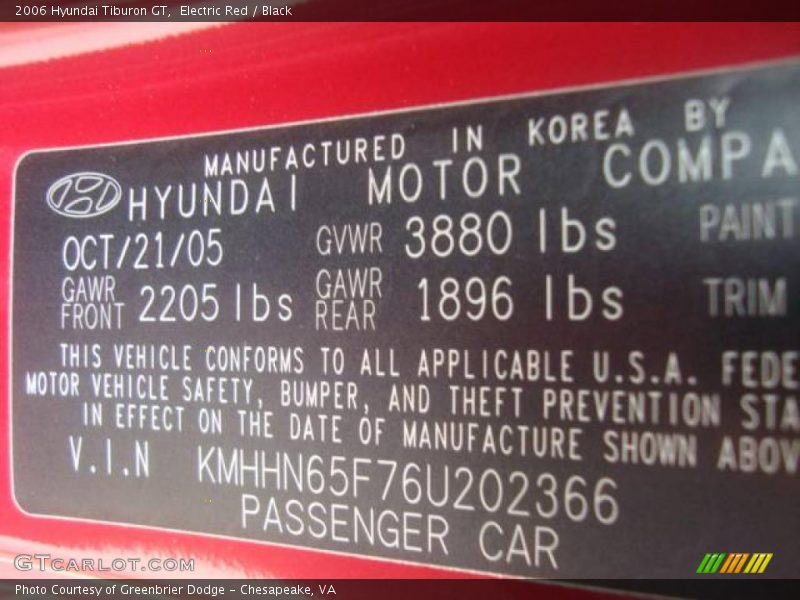 2006 Hyundai Tiburon GT,  Electric Red / Black
MANUFACTURED IN KOREA BY
HYUNDAI MOTOR COMPA
OCT/21/05 GVWR 3880 lbs PAINT
GAWR FRONT 2205 lbs GAWR REAR 1896 lbs TRIM
THIS VEHICLE CONFORMS TO ALL APPLICABLE U.S.A. FEDE
MOTOR VEHICLE SAFETY, BUMPER, AND THEFT PREVENTION STA
IN EFFECT ON THE DATE OF MANUFACTURE SHOWN ABOV
V.I.N KMHHN65F76U202366
PASSENGER CAR
GTCARLOT.COM
Photo Courtesy of Greenbrier Dodge - Chesapeake, VA